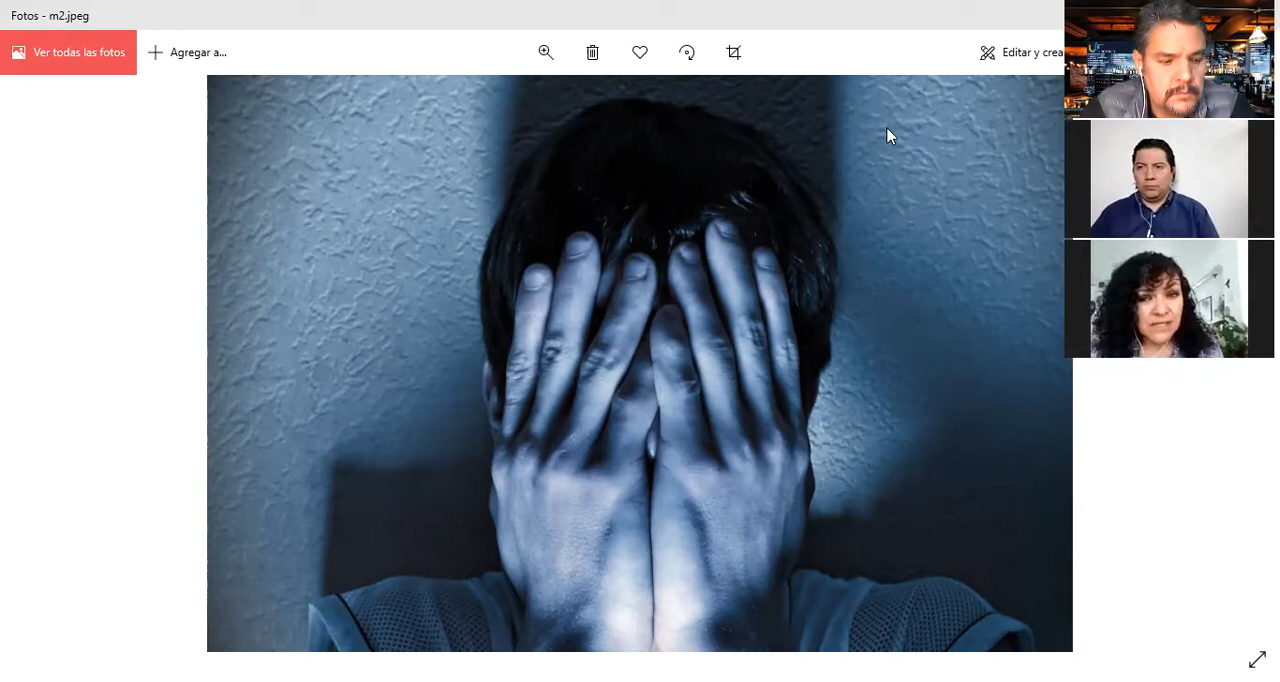 Fotos - m2.jpeg
Ver todas las fotos
Agregar a...
Editar y crea